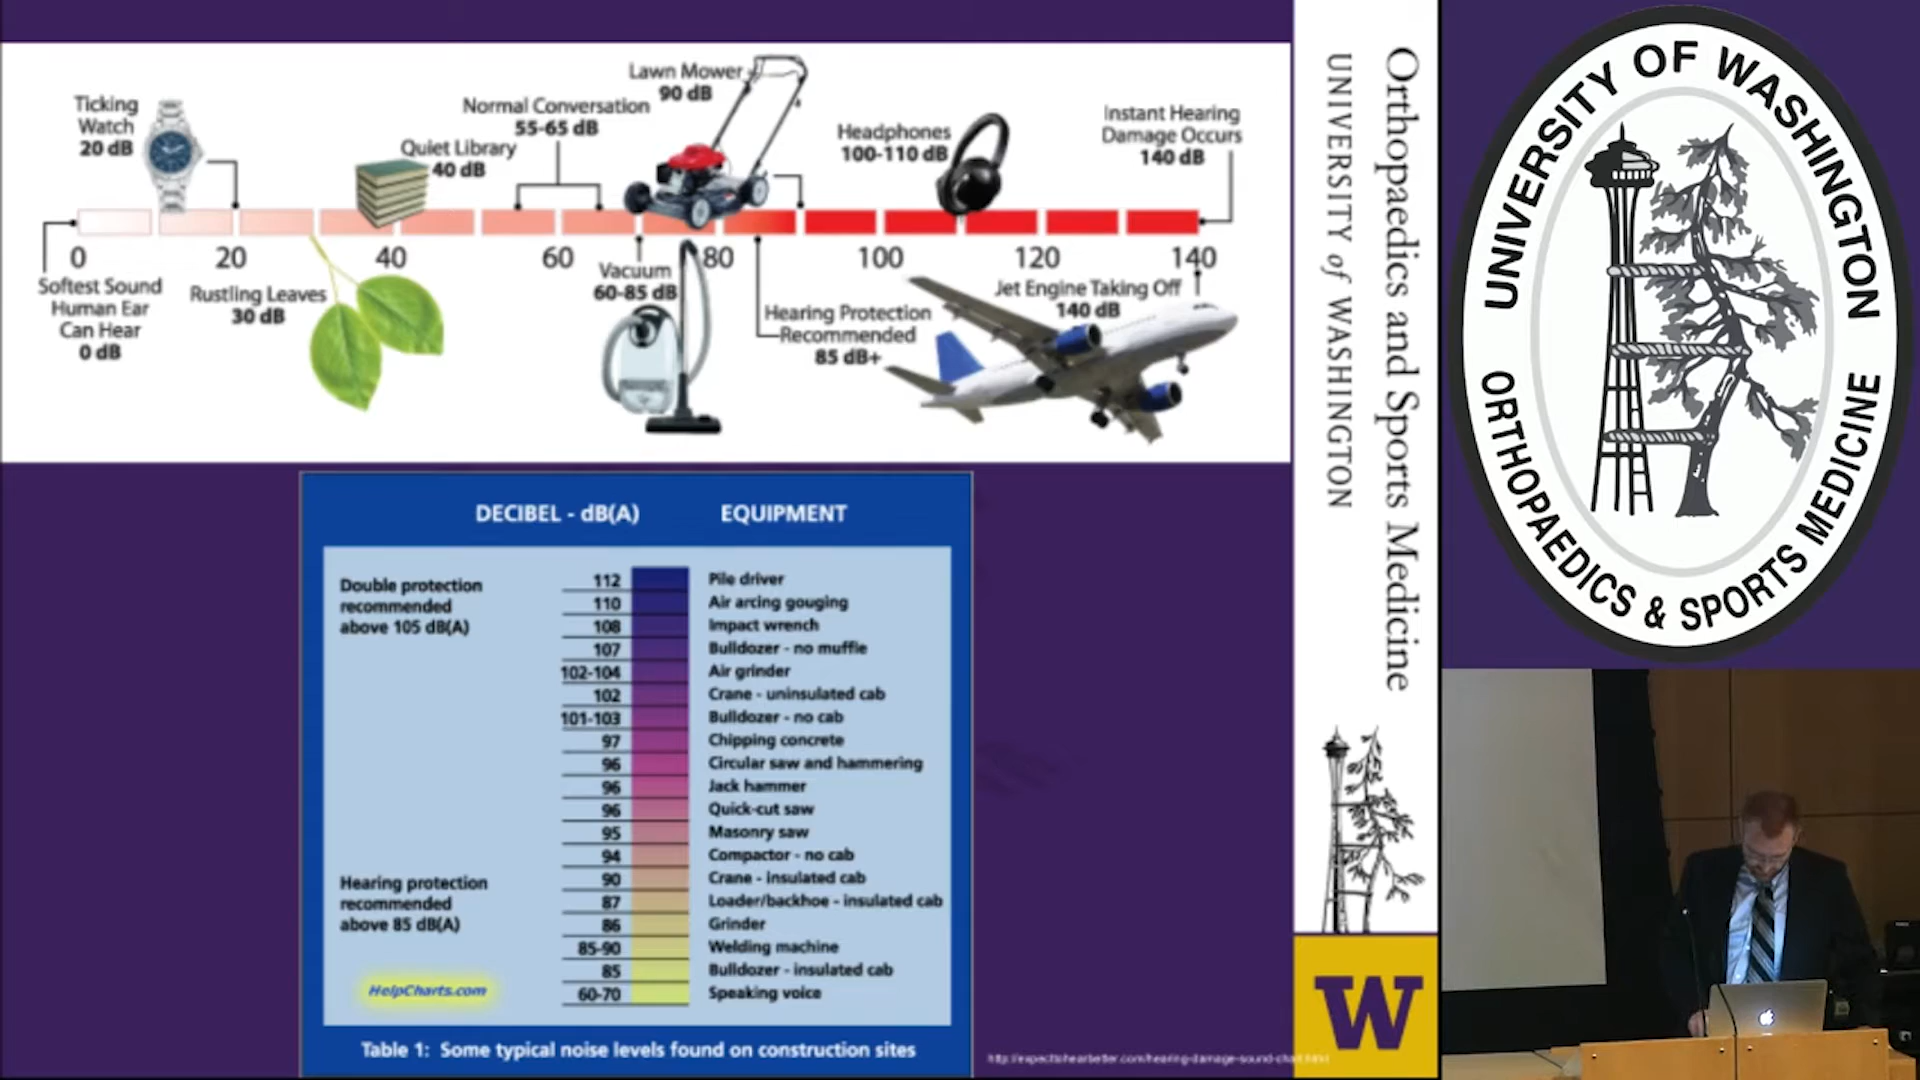 Ticking
Watch
20 dB
Quiet Library
40 dB
Normal Conversation
55-65 dB
Lawn Mower
90 dB
Headphones
100-110 dB
Instant Hearing
Damage Occurs
140 dB
0 20 40 60 80 100 120 140
Softest Sound
Human Ear
Can Hear
0 dB
Rustling Leaves
30 dB
Vacuum
60-85 dB
Hearing Protection
Recommended
85 dB+
Jet Engine Taking Off
140 dB
DECIBEL - dB(A) EQUIPMENT
Double protection
recommended
above 105 dB(A)
112 Pile driver
110 Air arcing gouging
108 Impact wrench
107 Bulldozer - no muffle
102-104 Air grinder
102 Crane - uninsulated cab
101-103 Bulldozer - no cab
97 Chipping concrete
96 Circular saw and hammering
96 Jack hammer
96 Quick-cut saw
95 Masonry saw
94 Compactor - no cab
90 Crane - insulated cab
87 Loader/backhoe - insulated cab
86 Grinder
85-90 Welding machine
85 Bulldozer - insulated cab
60-70 Speaking voice
Hearing protection
recommended
above 85 dB(A)
HelpCharts.com
Table 1: Some typical noise levels found on construction sites
Orthopaedics and Sports Medicine
UNIVERSITY of WASHINGTON
W
UNIVERSITY OF WASHINGTON
ORTHOPAEDICS & SPORTS MEDICINE